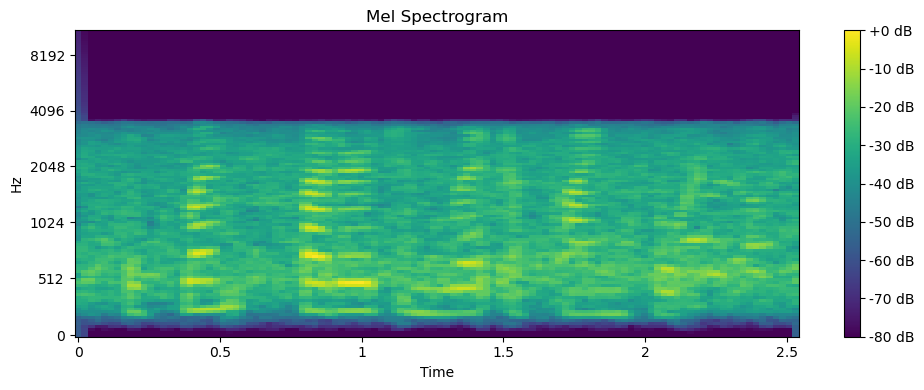 Mel Spectrogram
Hz
8192
4096
2048
1024
512
0
0
0.5
1
1.5
2
2.5
Time
+0 dB
-10 dB
-20 dB
-30 dB
-40 dB
-50 dB
-60 dB
-70 dB
-80 dB